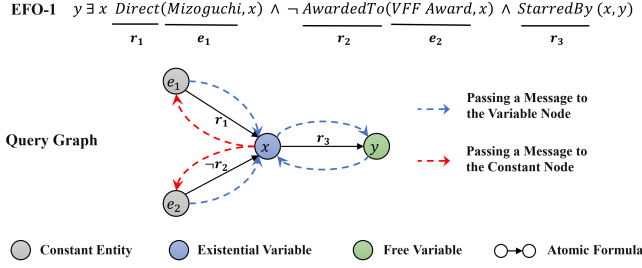 EFO-1 y ∃ x Direct(Mizoguchi, x) ∧ ¬ AwardedTo(VFF Award, x) ∧ StarredBy (x, y)
r₁ e₁ r₂ e₂ r₃
e₁
r₁
Passing a Message to
the Variable Node
Query Graph
x
r₃
y
¬r₂
Passing a Message to
the Constant Node
e₂
Constant Entity
Existential Variable
Free Variable
Atomic Formula